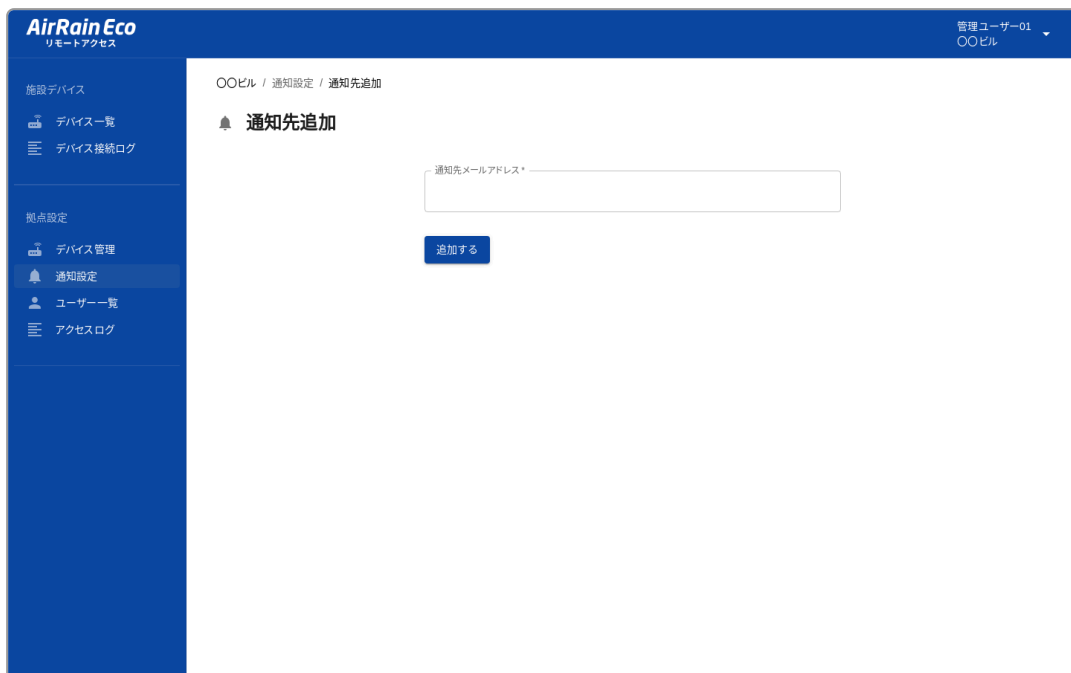 AirRain Eco
リモートアクセス
管理ユーザー01
〇〇ビル
施設デバイス
デバイス一覧
デバイス接続ログ
拠点設定
デバイス管理
通知設定
ユーザー一覧
アクセスログ
〇〇ビル / 通知設定 / 通知先追加
通知先追加
通知先メールアドレス *
追加する